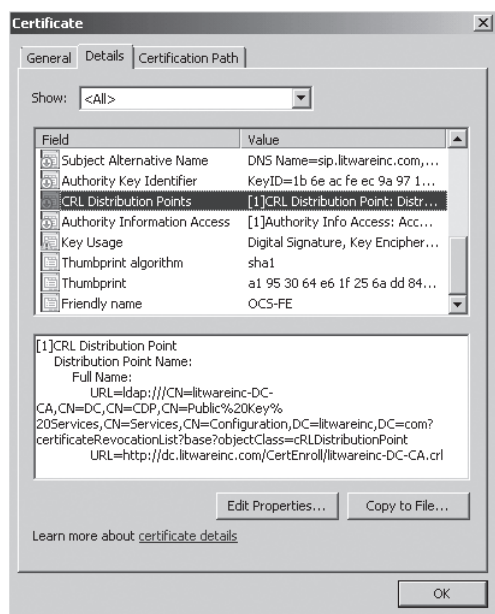 Certificate
General Details Certification Path
Show: <All>
Field Value
Subject Alternative Name DNS Name=sip.litwareinc.com,...
Authority Key Identifier KeyID=1b 6e ac fe ec 9a 97 1...
CRL Distribution Points [1]CRL Distribution Point: Distr...
Authority Information Access [1]Authority Info Access: Acc...
Key Usage Digital Signature, Key Encipher...
Thumbprint algorithm sha1
Thumbprint a1 95 30 64 e6 1f 25 6a dd 84...
Friendly name OCS-FE
[1]CRL Distribution Point
Distribution Point Name:
Full Name:
URL=ldap:///CN=litwareinc-DC-
CA,CN=DC,CN=CDP,CN=Public%20Key%
20Services,CN=Services,CN=Configuration,DC=litwareinc,DC=com?
certificateRevocationList?base?objectClass=cRLDistributionPoint
URL=http://dc.litwareinc.com/CertEnroll/litwareinc-DC-CA.crl
Edit Properties... Copy to File...
Learn more about certificate details
OK